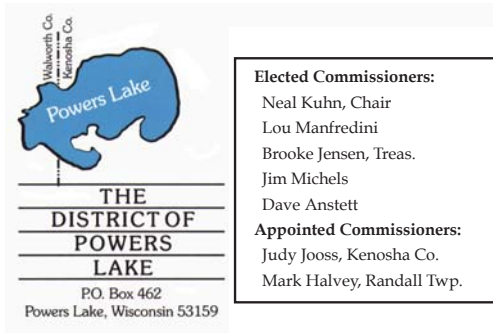 Walworth Co.
Kenosha Co.
Powers Lake
THE
DISTRICT OF
POWERS
LAKE
P.O. Box 462
Powers Lake, Wisconsin 53159
Elected Commissioners:
Neal Kuhn, Chair
Lou Manfredini
Brooke Jensen, Treas.
Jim Michels
Dave Anstett
Appointed Commissioners:
Judy Jooss, Kenosha Co.
Mark Halvey, Randall Twp.